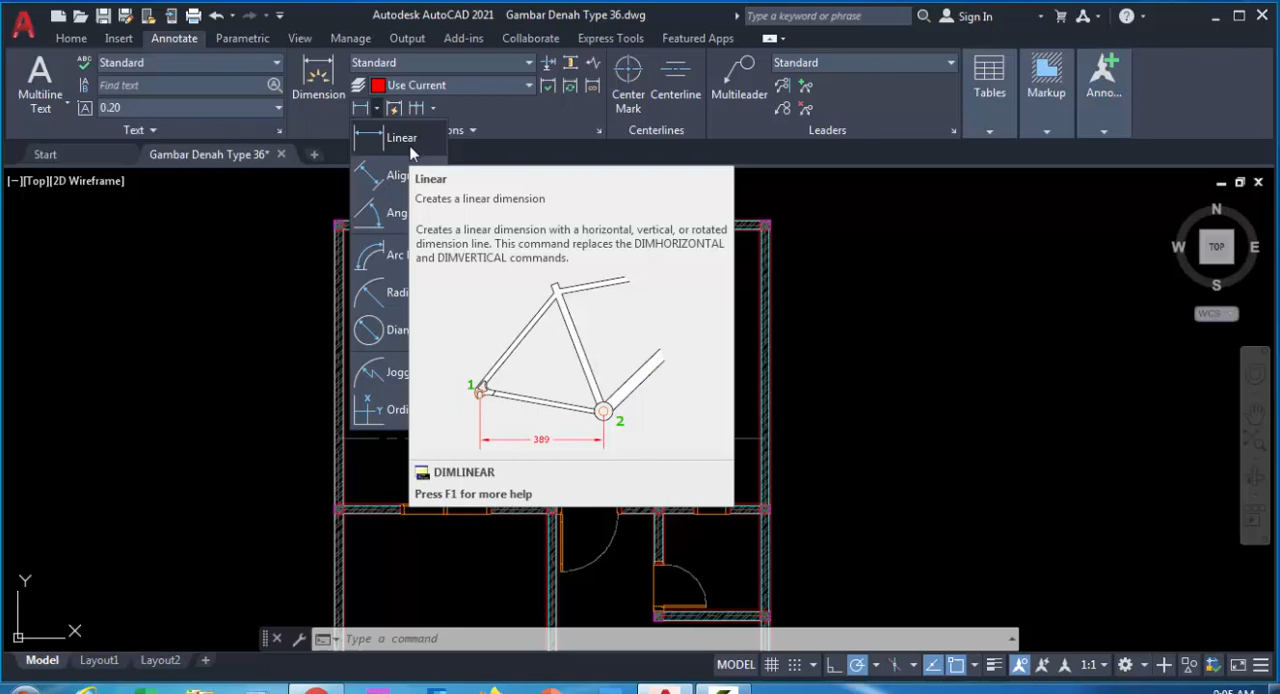 Autodesk AutoCAD 2021 Gambar Denah Type 36.dwg
Type a keyword or phrase
Sign In
Home Insert Annotate Parametric View Manage Output Add-ins Collaborate Express Tools Featured Apps
Multiline
Text
ABC
Standard
Find text
0.20
Text
Dimension
Standard
Use Current
Center
Mark
Centerline
Centerlines
Multileader
Standard
Leaders
Tables
Markup
Anno...
Start
Gambar Denah Type 36*
[−][Top][2D Wireframe]
Linear
Ang
Arc
Linear
Creates a linear dimension
Creates a linear dimension with a horizontal, vertical, or rotated
dimension line. This command replaces the DIMHORIZONTAL
and DIMVERTICAL commands.
1
2
389
DIMLINEAR
Press F1 for more help
N
W TOP E
S
WCS
Y
X
Type a command
Model Layout1 Layout2
MODEL
1:1